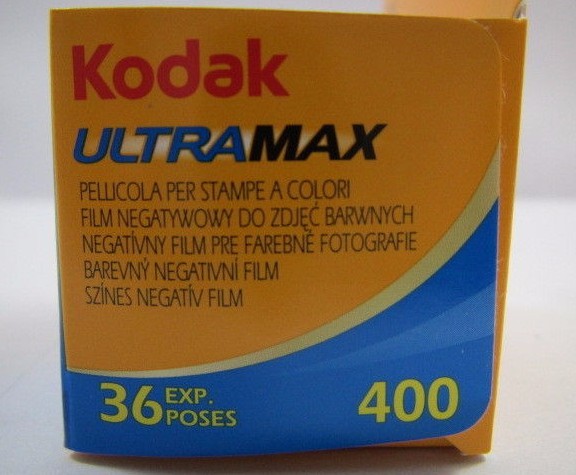 Kodak
ULTRAMAX
PELLICOLA PER STAMPE A COLORI
FILM NEGATYWOWY DO ZDJĘĆ BARWNYCH
NEGATÍVNY FILM PRE FAREBNÉ FOTOGRAFIE
BAREVNÝ NEGATIVNÍ FILM
SZÍNES NEGATÍV FILM
36 EXP. POSES 400